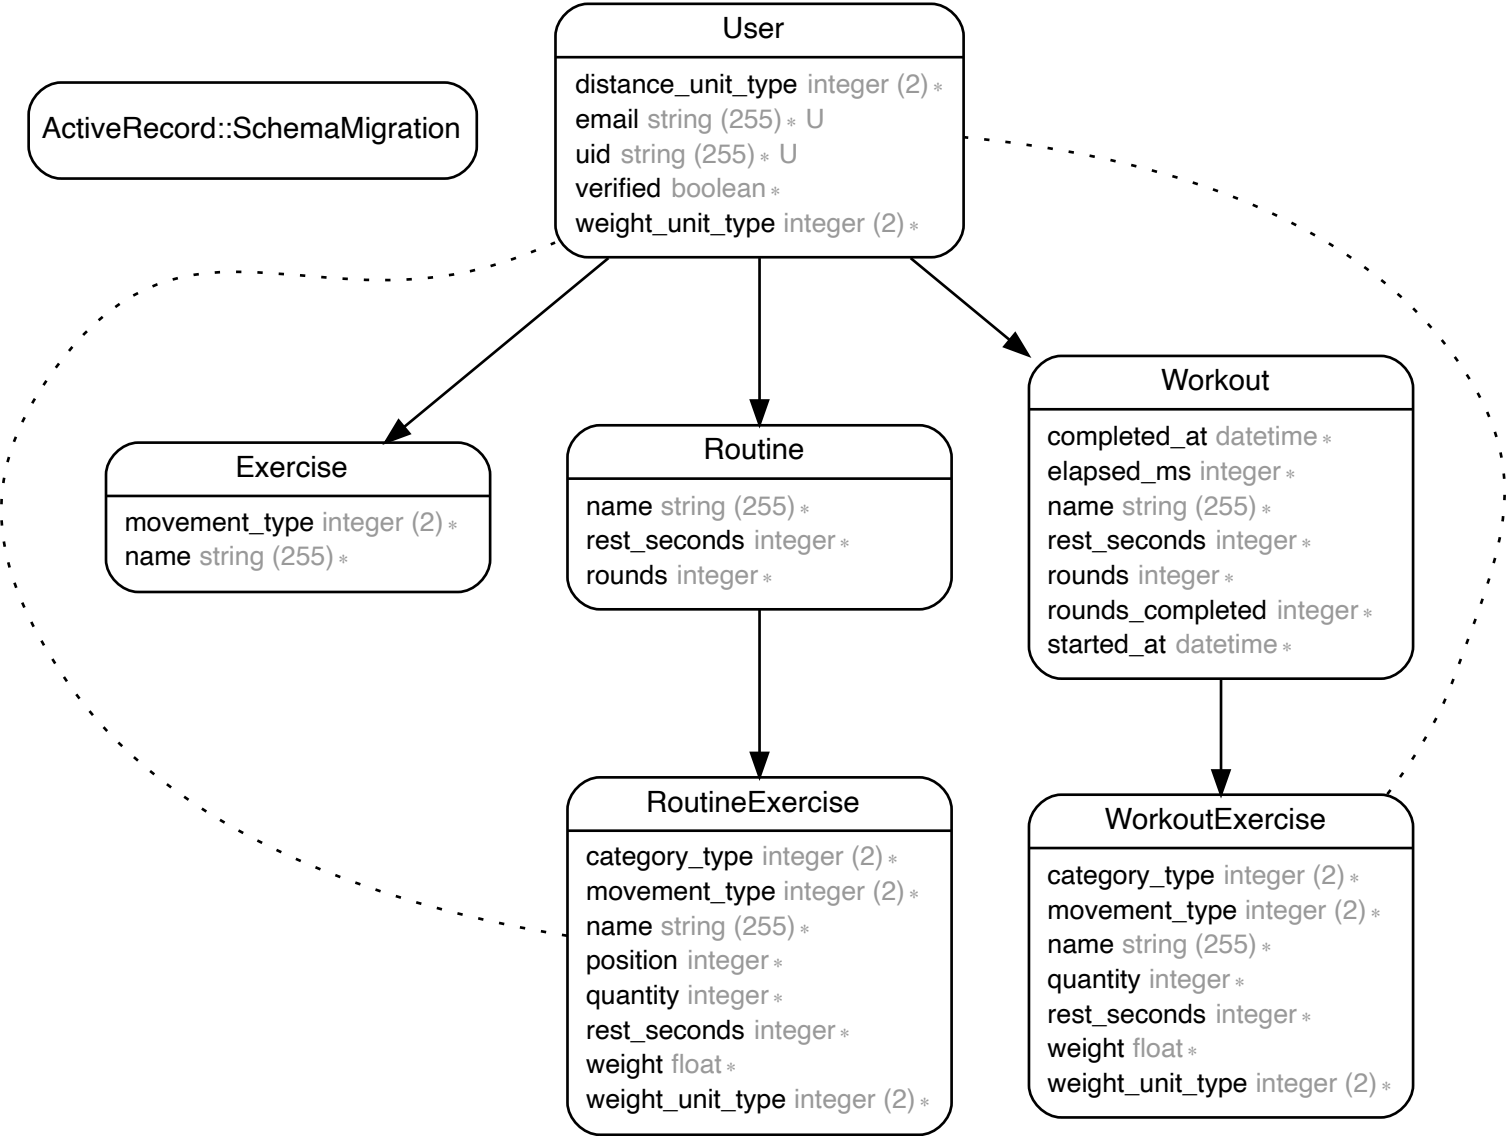 User
distance_unit_type integer (2) ∗
email string (255) ∗ U
uid string (255) ∗ U
verified boolean ∗
weight_unit_type integer (2) ∗
ActiveRecord::SchemaMigration
Exercise
movement_type integer (2) ∗
name string (255) ∗
Routine
name string (255) ∗
rest_seconds integer ∗
rounds integer ∗
Workout
completed_at datetime ∗
elapsed_ms integer ∗
name string (255) ∗
rest_seconds integer ∗
rounds integer ∗
rounds_completed integer ∗
started_at datetime ∗
RoutineExercise
category_type integer (2) ∗
movement_type integer (2) ∗
name string (255) ∗
position integer ∗
quantity integer ∗
rest_seconds integer ∗
weight float ∗
weight_unit_type integer (2) ∗
WorkoutExercise
category_type integer (2) ∗
movement_type integer (2) ∗
name string (255) ∗
quantity integer ∗
rest_seconds integer ∗
weight float ∗
weight_unit_type integer (2) ∗